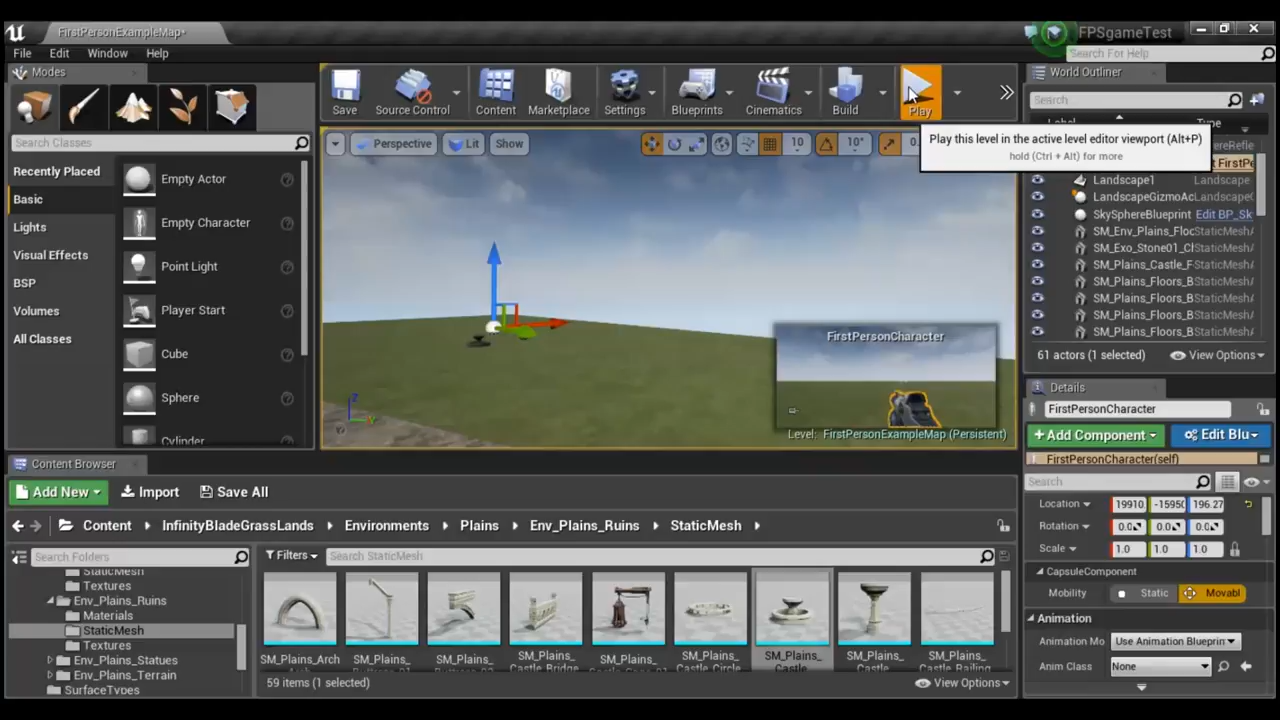 FirstPersonExampleMap*
FPSgameTest
File Edit Window Help
Search For Help
Modes
Save
Source Control
Content
Marketplace
Settings
Blueprints
Cinematics
Build
Play
World Outliner
Search
Search Classes
Perspective
Lit
Show
10
10°
Play this level in the active level editor viewport (Alt+P)
hold (Ctrl + Alt) for more
Recently Placed
Basic
Lights
Visual Effects
BSP
Volumes
All Classes
Empty Actor
Empty Character
Point Light
Player Start
Cube
Sphere
Cylinder
Landscape1 Landscape
LandscapeGizmoAc
SkySphereBlueprint Edit BP_Sk
SM_Env_Plains_Floo StaticMesh
SM_Exo_Stone01_C StaticMesh
SM_Plains_Castle_F StaticMesh
SM_Plains_Floors_B StaticMesh
SM_Plains_Floors_B StaticMesh
SM_Plains_Floors_B StaticMesh
SM_Plains_Floors_B StaticMesh
61 actors (1 selected)
View Options
FirstPersonCharacter
Level: FirstPersonExampleMap (Persistent)
Details
FirstPersonCharacter
+ Add Component
Edit Blu
FirstPersonCharacter(self)
Search
Location 19910. -15950 196.27
Rotation 0.0 0.0 0.0
Scale 1.0 1.0 1.0
CapsuleComponent
Mobility Static Movabl
Animation
Animation Mo Use Animation Blueprin
Anim Class None
Content Browser
Add New
Import
Save All
Content InfinityBladeGrassLands Environments Plains Env_Plains_Ruins StaticMesh
Search Folders
Filters
Search StaticMesh
StaticMesh
Textures
Env_Plains_Ruins
Materials
StaticMesh
Textures
Env_Plains_Statues
Env_Plains_Terrain
SurfaceTypes
SM_Plains_Arch
SM_Plains_
SM_Plains_
SM_Plains_
Castle_Bridge
SM_Plains_
SM_Plains_
Castle_Circle
SM_Plains_
Castle
SM_Plains_
Castle
SM_Plains_
Castle_Railing
59 items (1 selected)
View Options